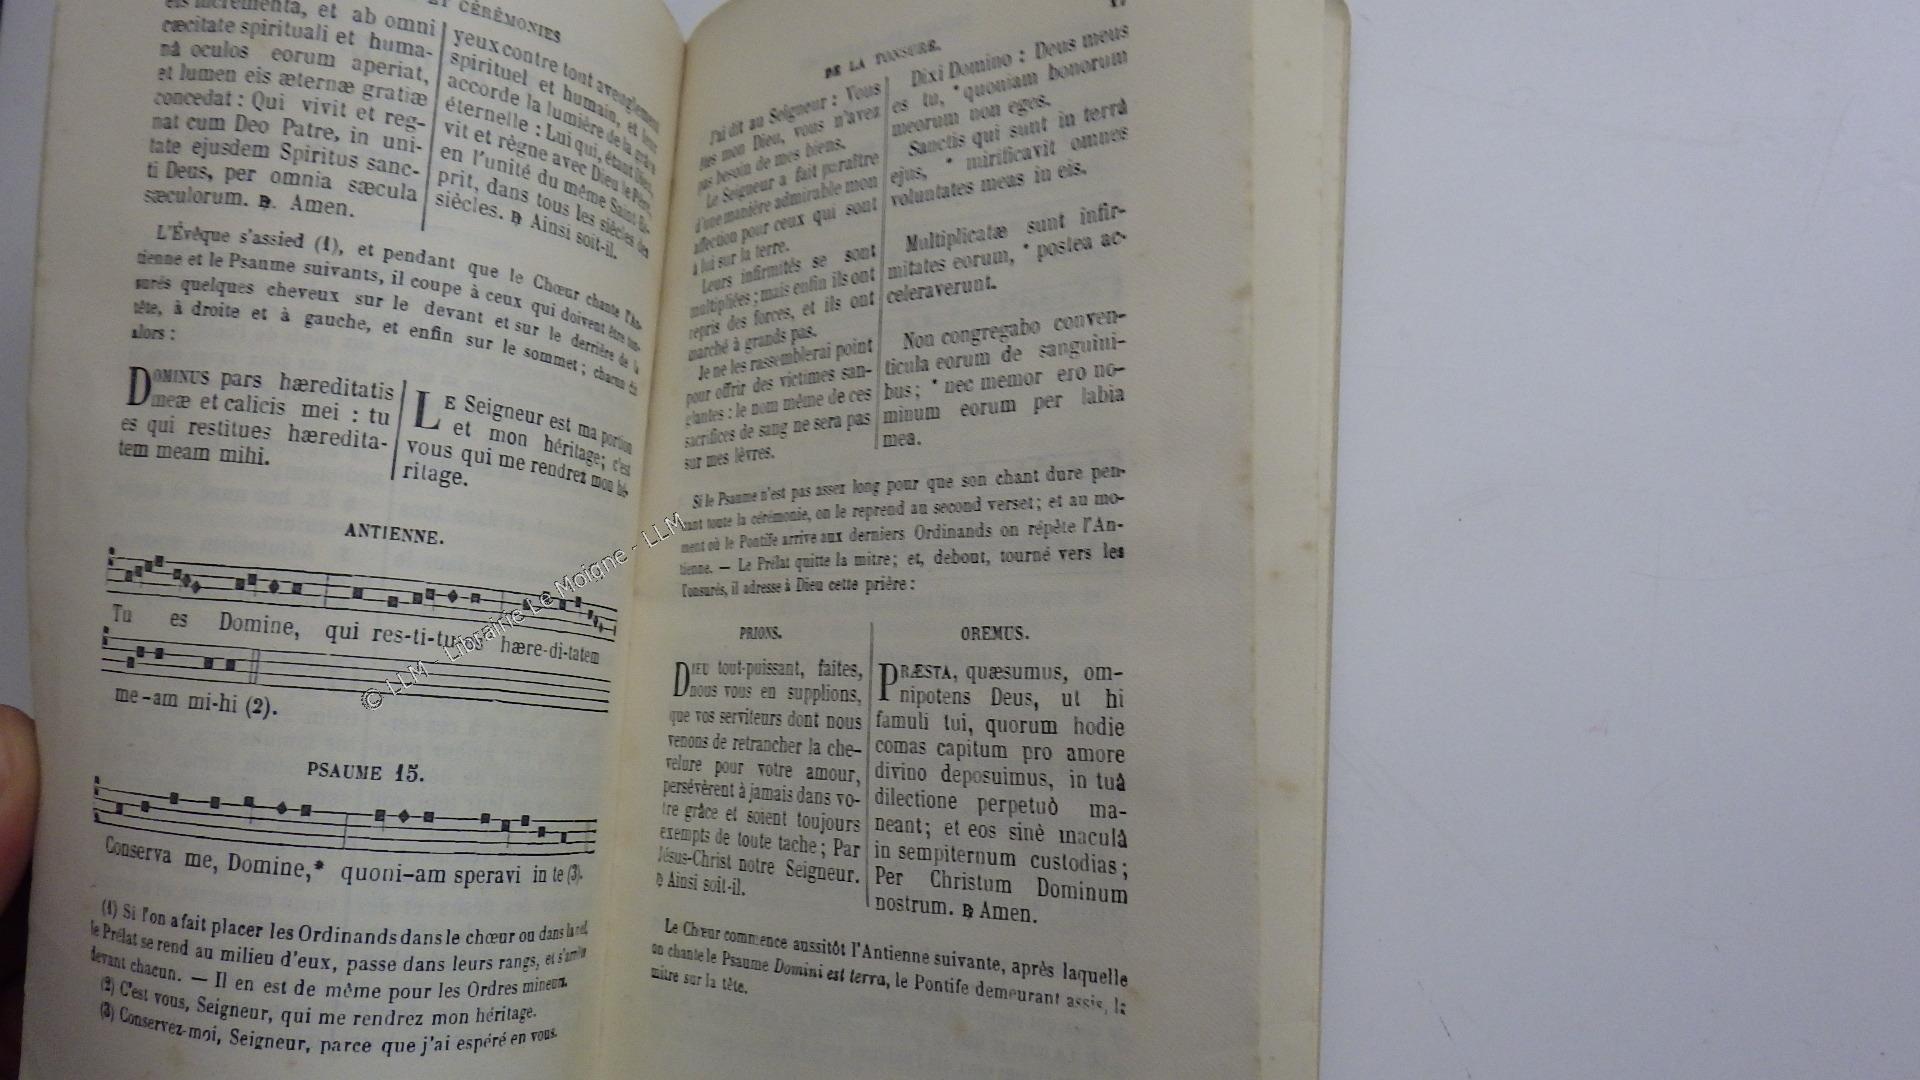 ET CÉRÉMONIES
eis incrementa, et ab omni
cæcitate spirituali et huma-
nâ oculos eorum aperiat,
et lumen eis æternæ gratiæ
concedat : Qui vivit et reg-
nat cum Deo Patre, in uni-
tate ejusdem Spiritus sanc-
ti Deus, per omnia sæcula
sæculorum. ℟. Amen.
yeux contre tout aveuglement
spirituel et humain, et leur
accorde la lumière de la grâce
éternelle : Lui qui, étant Dieu,
vit et règne avec Dieu le Père,
en l'unité du même Saint-Es-
prit, dans tous les siècles des
siècles. ℟ Ainsi soit-il.
L'Évêque s'assied (1), et pendant que le Chœur chante l'An-
tienne et le Psaume suivants, il coupe à ceux qui doivent être ton-
surés quelques cheveux sur le devant et sur le derrière de la
tête, à droite et à gauche, et enfin sur le sommet; chacun dit
alors :
DOMINUS pars hæreditatis
meæ et calicis mei : tu
es qui restitues hæredita-
tem meam mihi.
LE Seigneur est ma portion
et mon héritage; c'est
vous qui me rendrez mon hé-
ritage.
ANTIENNE.
Tu es Domine, qui res-ti-tues hære-di-tatem
me-am mi-hi (2).
PSAUME 15.
Conserva me, Domine,* quoni-am speravi in te (3).
(1) Si l'on a fait placer les Ordinands dans le chœur ou dans la nef,
le Prélat se rend au milieu d'eux, passe dans leurs rangs, et s'arrête
devant chacun. — Il en est de même pour les Ordres mineurs.
(2) C'est vous, Seigneur, qui me rendrez mon héritage.
(3) Conservez-moi, Seigneur, parce que j'ai espéré en vous.
DE LA TONSURE.
17
J'ai dit au Seigneur : Vous
êtes mon Dieu, vous n'avez
pas besoin de mes biens.
Le Seigneur a fait paraître
d'une manière admirable mon
affection pour ceux qui sont
à lui sur la terre.
Leurs infirmités se sont
multipliées; mais enfin ils ont
repris des forces, et ils ont
marché à grands pas.
Je ne les rassemblerai point
pour offrir des victimes san-
glantes : le nom même de ces
sacrifices de sang ne sera pas
sur mes lèvres.
Dixi Domino : Deus meus
es tu, * quoniam bonorum
meorum non eges.
Sanctis qui sunt in terrâ
ejus, * mirificavit omnes
voluntates meas in eis.
Multiplicatæ sunt infir-
mitates eorum, * postea ac-
celeraverunt.
Non congregabo conven-
ticula eorum de sanguini-
bus; * nec memor ero no-
minum eorum per labia
mea.
Si le Psaume n'est pas assez long pour que son chant dure pen-
dant toute la cérémonie, on le reprend au second verset; et au mo-
ment où le Pontife arrive aux derniers Ordinands on répète l'An-
tienne. — Le Prélat quitte la mitre; et, debout, tourné vers les
Tonsurés, il adresse à Dieu cette prière :
PRIONS.
DIEU tout-puissant, faites,
nous vous en supplions,
que vos serviteurs dont nous
venons de retrancher la che-
velure pour votre amour,
persévèrent à jamais dans vo-
tre grâce et soient toujours
exempts de toute tache; Par
Jésus-Christ notre Seigneur.
℟ Ainsi soit-il.
OREMUS.
PRÆSTA, quæsumus, om-
nipotens Deus, ut hi
famuli tui, quorum hodie
comas capitum pro amore
divino deposuimus, in tuâ
dilectione perpetuò ma-
neant; et eos sinè maculâ
in sempiternum custodias;
Per Christum Dominum
nostrum. ℟ Amen.
Le Chœur commence aussitôt l'Antienne suivante, après laquelle
on chante le Psaume Domini est terra, le Pontife demeurant assis, la
mitre sur la tête.
© LLM - Librairie Le Moigne - LLM